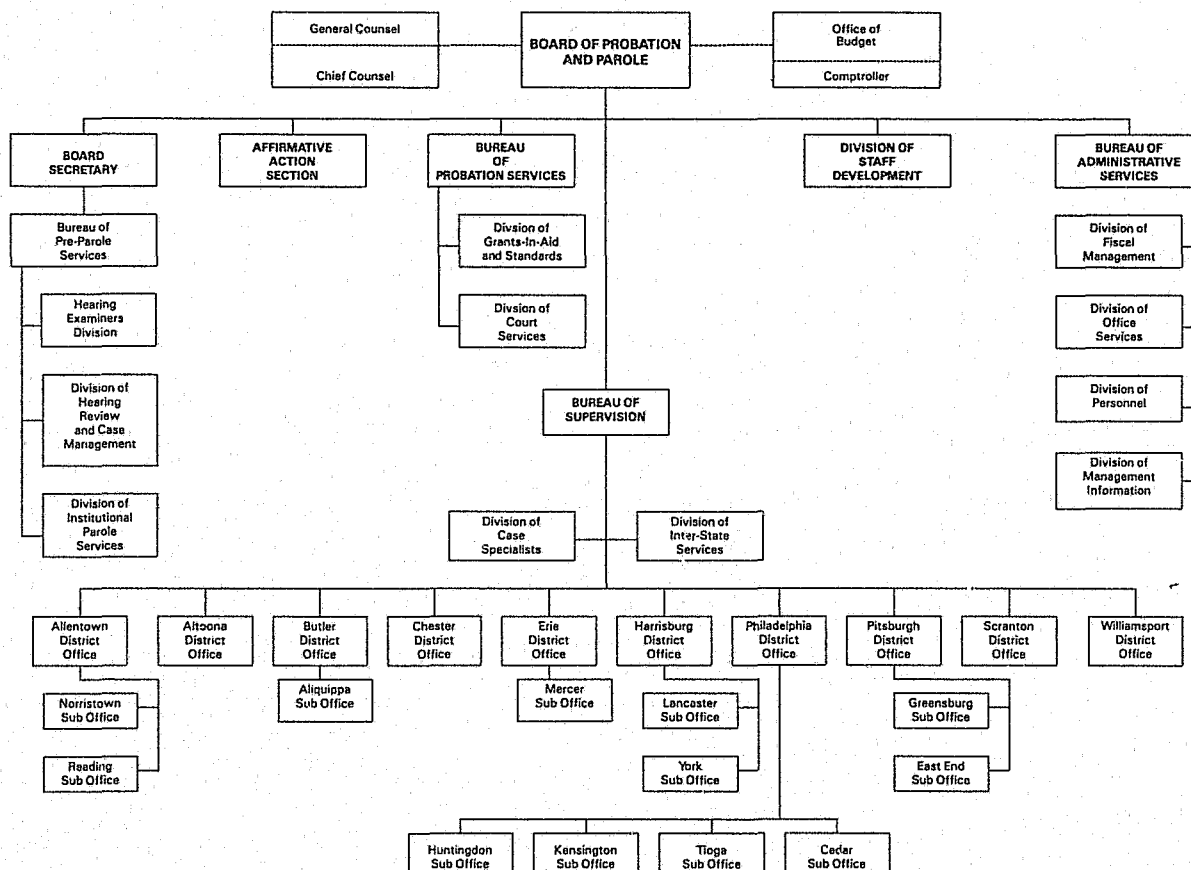 General Counsel
Chief Counsel
BOARD OF PROBATION
AND PAROLE
Office of
Budget
Comptroller
BOARD
SECRETARY
AFFIRMATIVE
ACTION
SECTION
BUREAU
OF
PROBATION SERVICES
DIVISION OF
STAFF
DEVELOPMENT
BUREAU OF
ADMINISTRATIVE
SERVICES
Bureau of
Pre-Parole
Services
Hearing
Examiners
Division
Division of
Hearing
Review
and Case
Management
Division of
Institutional
Parole
Services
Division of
Grants-In-Aid
and Standards
Division of
Court
Services
Division of
Fiscal
Management
Division of
Office
Services
Division of
Personnel
Division of
Management
Information
BUREAU OF
SUPERVISION
Division of
Case
Specialists
Division of
Inter-State
Services
Allentown
District
Office
Altoona
District
Office
Butler
District
Office
Chester
District
Office
Erie
District
Office
Harrisburg
District
Office
Philadelphia
District
Office
Pitsburgh
District
Office
Scranton
District
Office
Williamsport
District
Office
Norristown
Sub Office
Reading
Sub Office
Aliquippa
Sub Office
Mercer
Sub Office
Lancaster
Sub Office
York
Sub Office
Greensburg
Sub Office
East End
Sub Office
Huntingdon
Sub Office
Kensington
Sub Office
Tioga
Sub Office
Cedar
Sub Office